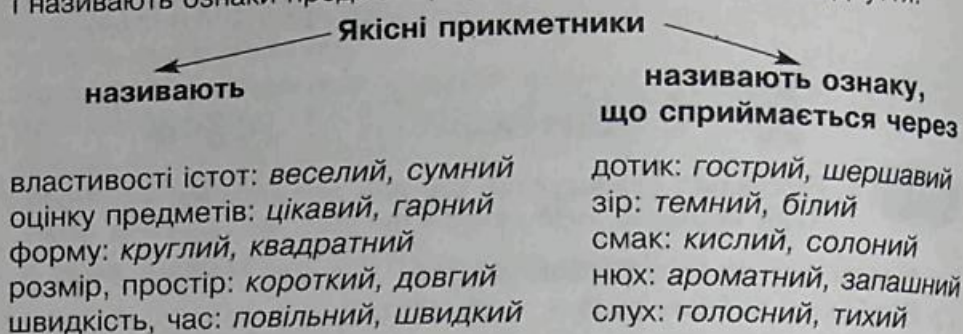 і називають ознаки
Якісні прикметники
називають
називають ознаку,
що сприймається через
властивості істот: веселий, сумний
оцінку предметів: цікавий, гарний
форму: круглий, квадратний
розмір, простір: короткий, довгий
швидкість, час: повільний, швидкий
дотик: гострий, шершавий
зір: темний, білий
смак: кислий, солоний
нюх: ароматний, запашний
слух: голосний, тихий